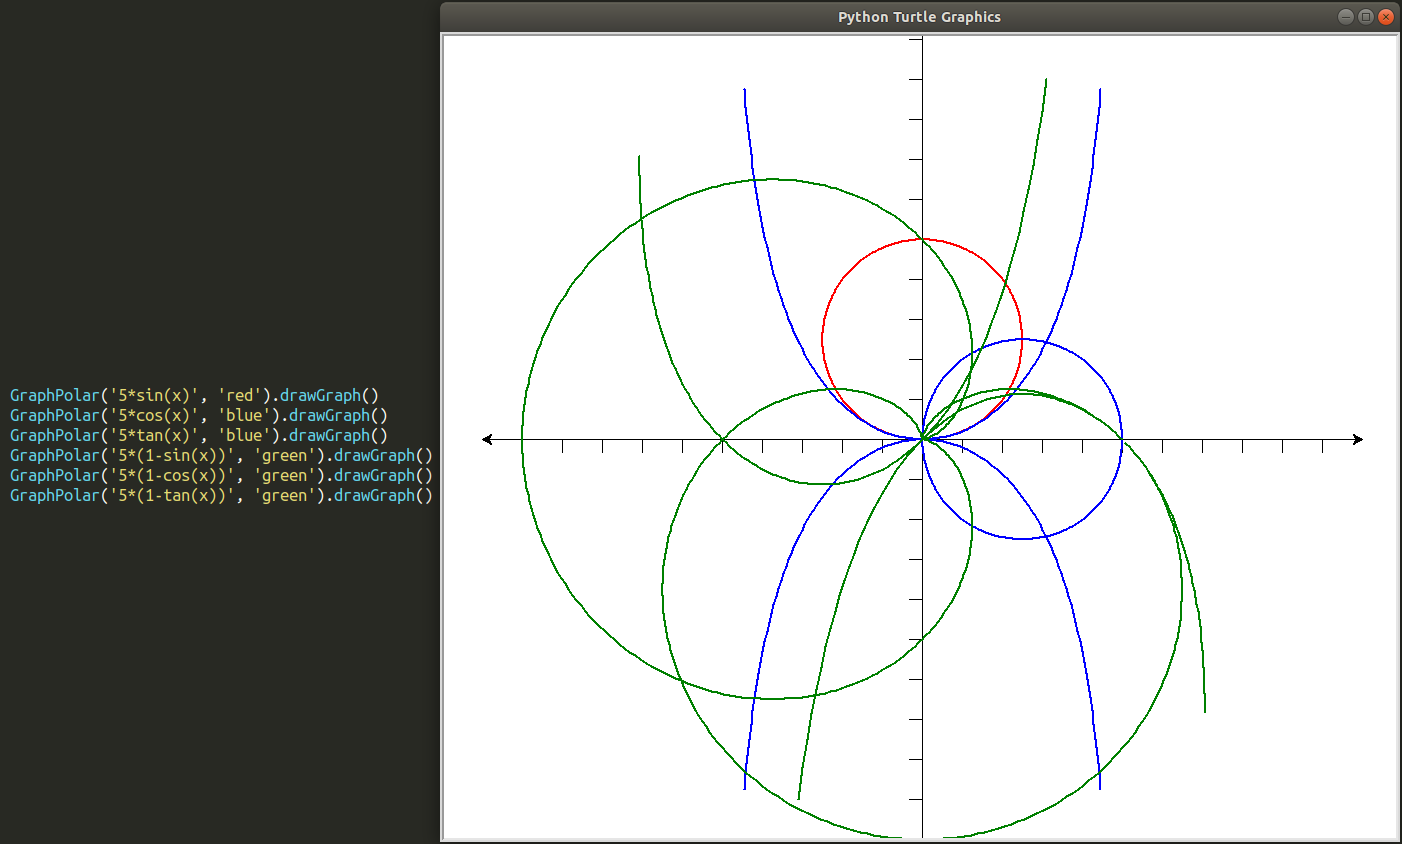 Python Turtle Graphics
GraphPolar('5*sin(x)', 'red').drawGraph()
GraphPolar('5*cos(x)', 'blue').drawGraph()
GraphPolar('5*tan(x)', 'blue').drawGraph()
GraphPolar('5*(1-sin(x))', 'green').drawGraph()
GraphPolar('5*(1-cos(x))', 'green').drawGraph()
GraphPolar('5*(1-tan(x))', 'green').drawGraph()